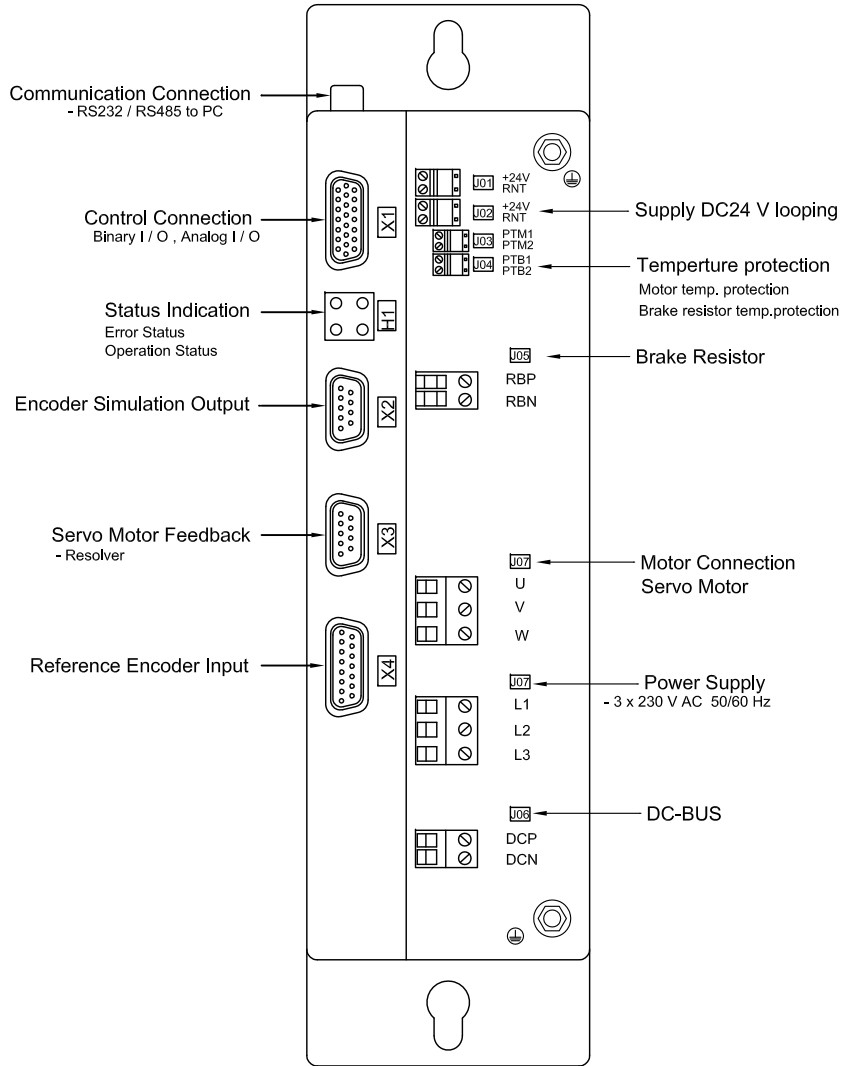 Communication Connection
- RS232 / RS485 to PC
Control Connection
Binary I / O , Analog I / O
Status Indication
Error Status
Operation Status
Encoder Simulation Output
Servo Motor Feedback
- Resolver
Reference Encoder Input
X1
H1
X2
X3
X4
J01 +24V
RNT
J02 +24V
RNT
J03 PTM1
PTM2
J04 PTB1
PTB2
J05
RBP
RBN
J07
U
V
W
J07
L1
L2
L3
J06
DCP
DCN
Supply DC24 V looping
Temperture protection
Motor temp. protection
Brake resistor temp.protection
Brake Resistor
Motor Connection
Servo Motor
Power Supply
- 3 x 230 V AC 50/60 Hz
DC-BUS